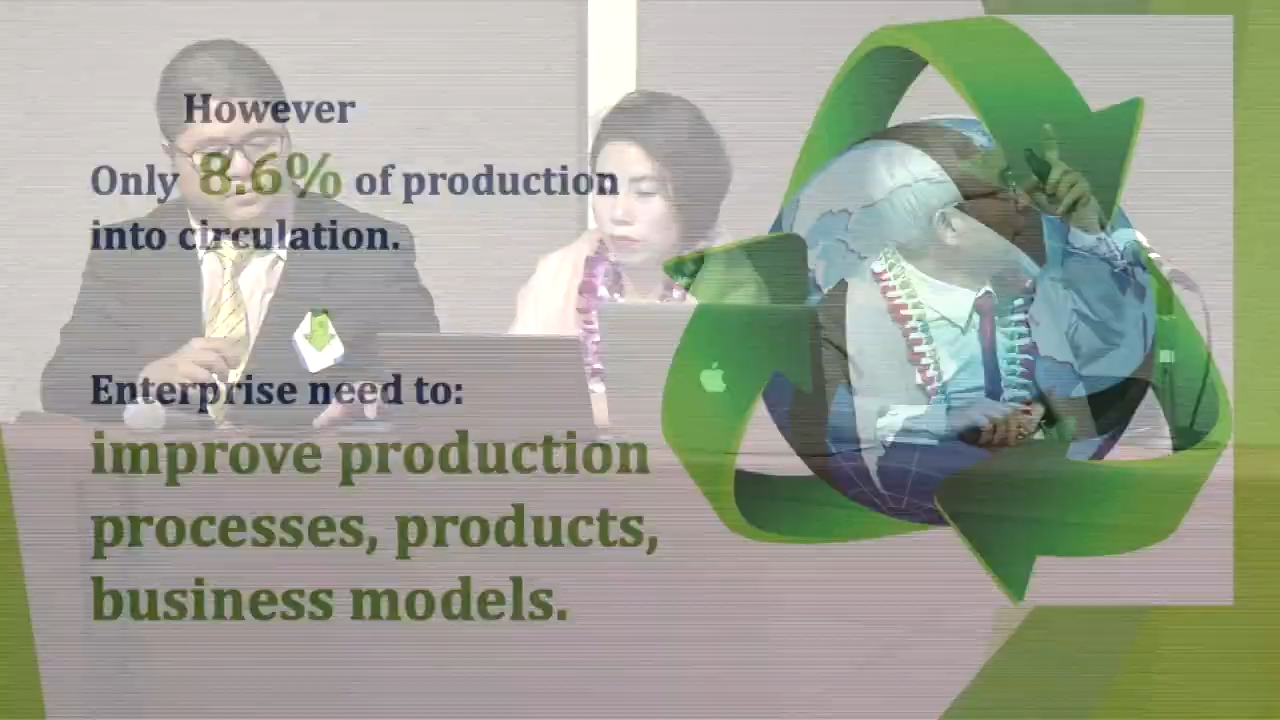 However
Only 8.6% of production
into circulation.
Enterprise need to:
improve production
processes, products,
business models.